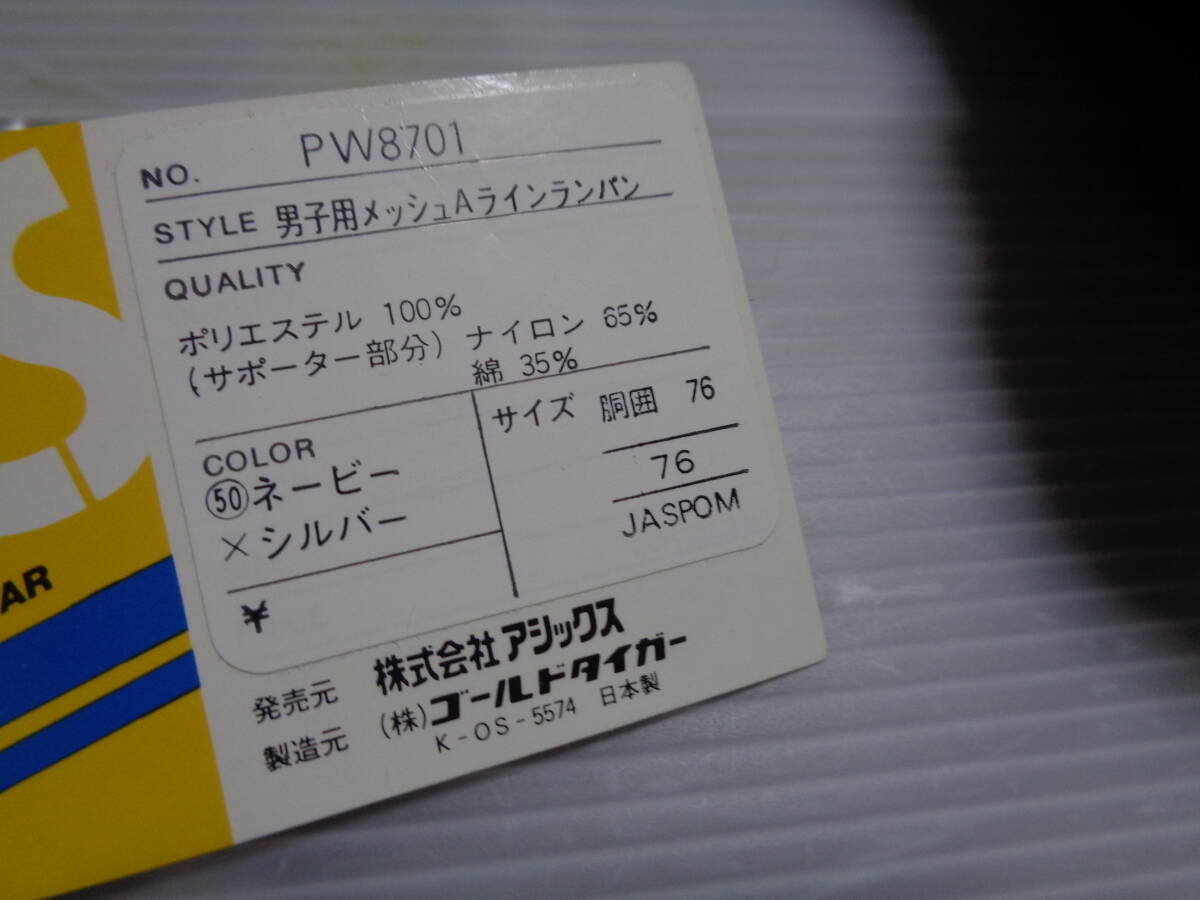 S
AR
NO. PW8701
STYLE 男子用メッシュAラインランパン
QUALITY
ポリエステル 100%
(サポーター部分) ナイロン 65%
綿 35%
COLOR
㊿ネービー
×シルバー
サイズ 胴囲 76
76
JASPOM
¥
発売元 株式会社アシックス
製造元 (株)ゴールドタイガー
K-OS-5574 日本製